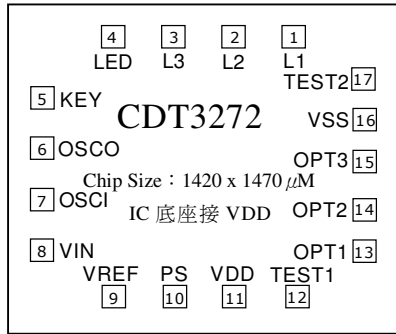 4 3 2 1
LED L3 L2 L1
TEST2 17
5 KEY
CDT3272
VSS 16
6 OSCO
OPT3 15
Chip Size：1420 x 1470 μM
7 OSCI
IC 底座接 VDD
OPT2 14
8 VIN
OPT1 13
VREF PS VDD TEST1
9 10 11 12